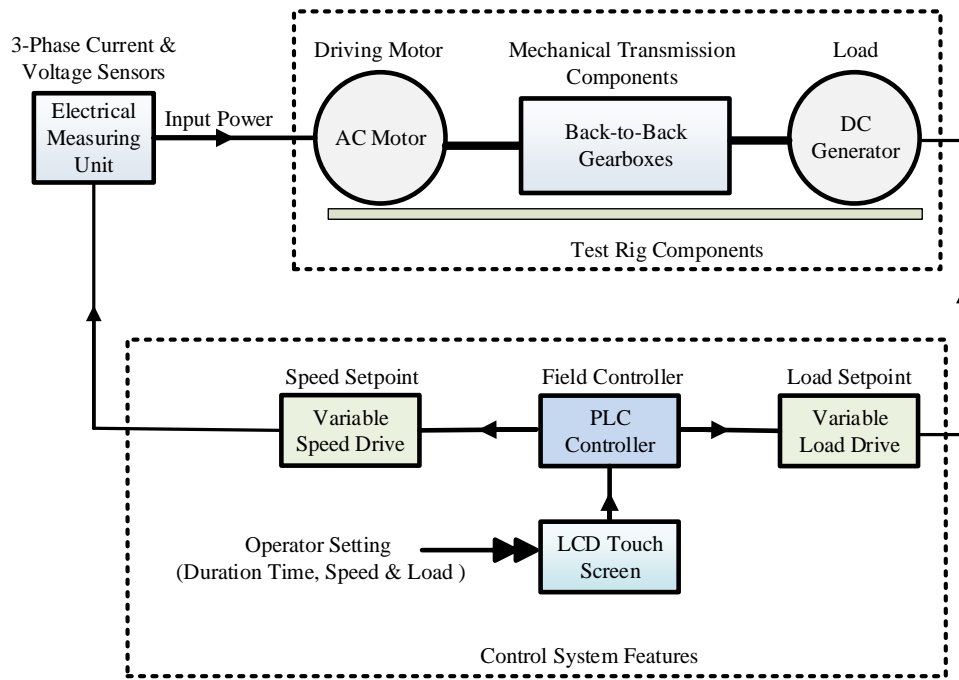 3-Phase Current &
Voltage Sensors
Electrical
Measuring
Unit
Input Power
Driving Motor
AC Motor
Mechanical Transmission
Components
Back-to-Back
Gearboxes
Load
DC
Generator
Test Rig Components
Speed Setpoint
Variable
Speed Drive
Field Controller
PLC
Controller
Load Setpoint
Variable
Load Drive
Operator Setting
(Duration Time, Speed & Load )
LCD Touch
Screen
Control System Features